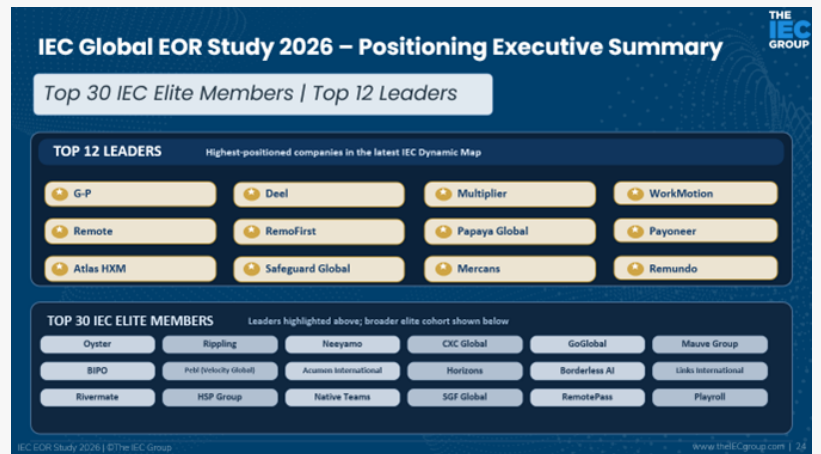 THE
IEC
GROUP
IEC Global EOR Study 2026 – Positioning Executive Summary
Top 30 IEC Elite Members | Top 12 Leaders
TOP 12 LEADERS Highest-positioned companies in the latest IEC Dynamic Map
G-P Deel Multiplier WorkMotion
Remote RemoFirst Papaya Global Payoneer
Atlas HXM Safeguard Global Mercans Remundo
TOP 30 IEC ELITE MEMBERS Leaders highlighted above; broader elite cohort shown below
Oyster Rippling Neeyamo CXC Global GoGlobal Mauve Group
BIPO Pebl (Velocity Global) Acumen International Horizons Borderless AI Links International
Rivermate HSP Group Native Teams SGF Global RemotePass Playroll
IEC EOR Study 2026 | ©The IEC Group www.theIECgroup.com | 24